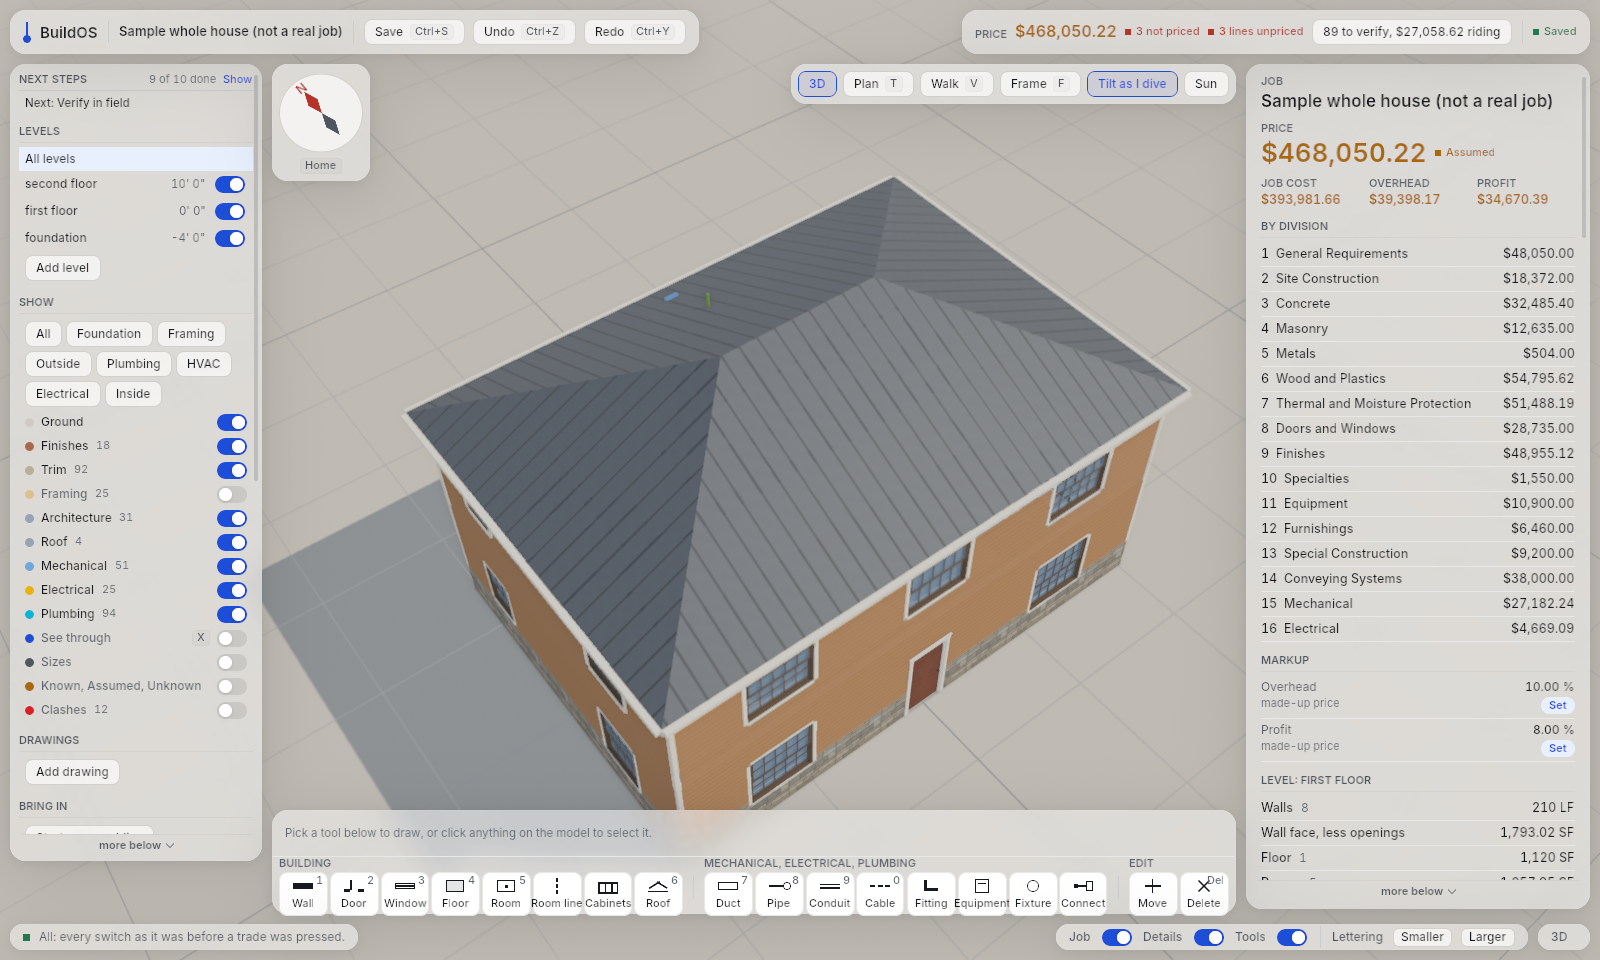 BuildOS
Sample whole house (not a real job)
Save Ctrl+S
Undo Ctrl+Z
Redo Ctrl+Y
PRICE $468,050.22
3 not priced
3 lines unpriced
89 to verify, $27,058.62 riding
Saved
NEXT STEPS 9 of 10 done Show
Next: Verify in field
LEVELS
All levels
second floor 10' 0"
first floor 0' 0"
foundation -4' 0"
Add level
SHOW
All Foundation Framing
Outside Plumbing HVAC
Electrical Inside
Ground
Finishes 18
Trim 92
Framing 25
Architecture 31
Roof 4
Mechanical 51
Electrical 25
Plumbing 94
See through X
Sizes
Known, Assumed, Unknown
Clashes 12
DRAWINGS
Add drawing
BRING IN
more below
N
Home
3D
Plan T
Walk V
Frame F
Tilt as I dive
Sun
JOB
Sample whole house (not a real job)
PRICE
$468,050.22 Assumed
JOB COST OVERHEAD PROFIT
$393,981.66 $39,398.17 $34,670.39
BY DIVISION
1 General Requirements $48,050.00
2 Site Construction $18,372.00
3 Concrete $32,485.40
4 Masonry $12,635.00
5 Metals $504.00
6 Wood and Plastics $54,795.62
7 Thermal and Moisture Protection $51,488.19
8 Doors and Windows $28,735.00
9 Finishes $48,955.12
10 Specialties $1,550.00
11 Equipment $10,900.00
12 Furnishings $6,460.00
13 Special Construction $9,200.00
14 Conveying Systems $38,000.00
15 Mechanical $27,182.24
16 Electrical $4,669.09
MARKUP
Overhead 10.00 %
made-up price Set
Profit 8.00 %
made-up price Set
LEVEL: FIRST FLOOR
Walls 8 210 LF
Wall face, less openings 1,793.02 SF
Floor 1 1,120 SF
more below
Pick a tool below to draw, or click anything on the model to select it.
BUILDING
1 2 3 4 5 6
Wall Door Window Floor Room Room line Cabinets Roof
MECHANICAL, ELECTRICAL, PLUMBING
7 8 9 0
Duct Pipe Conduit Cable Fitting Equipment Fixture Connect
EDIT
Del
Move Delete
All: every switch as it was before a trade was pressed.
Job Details Tools Lettering Smaller Larger 3D